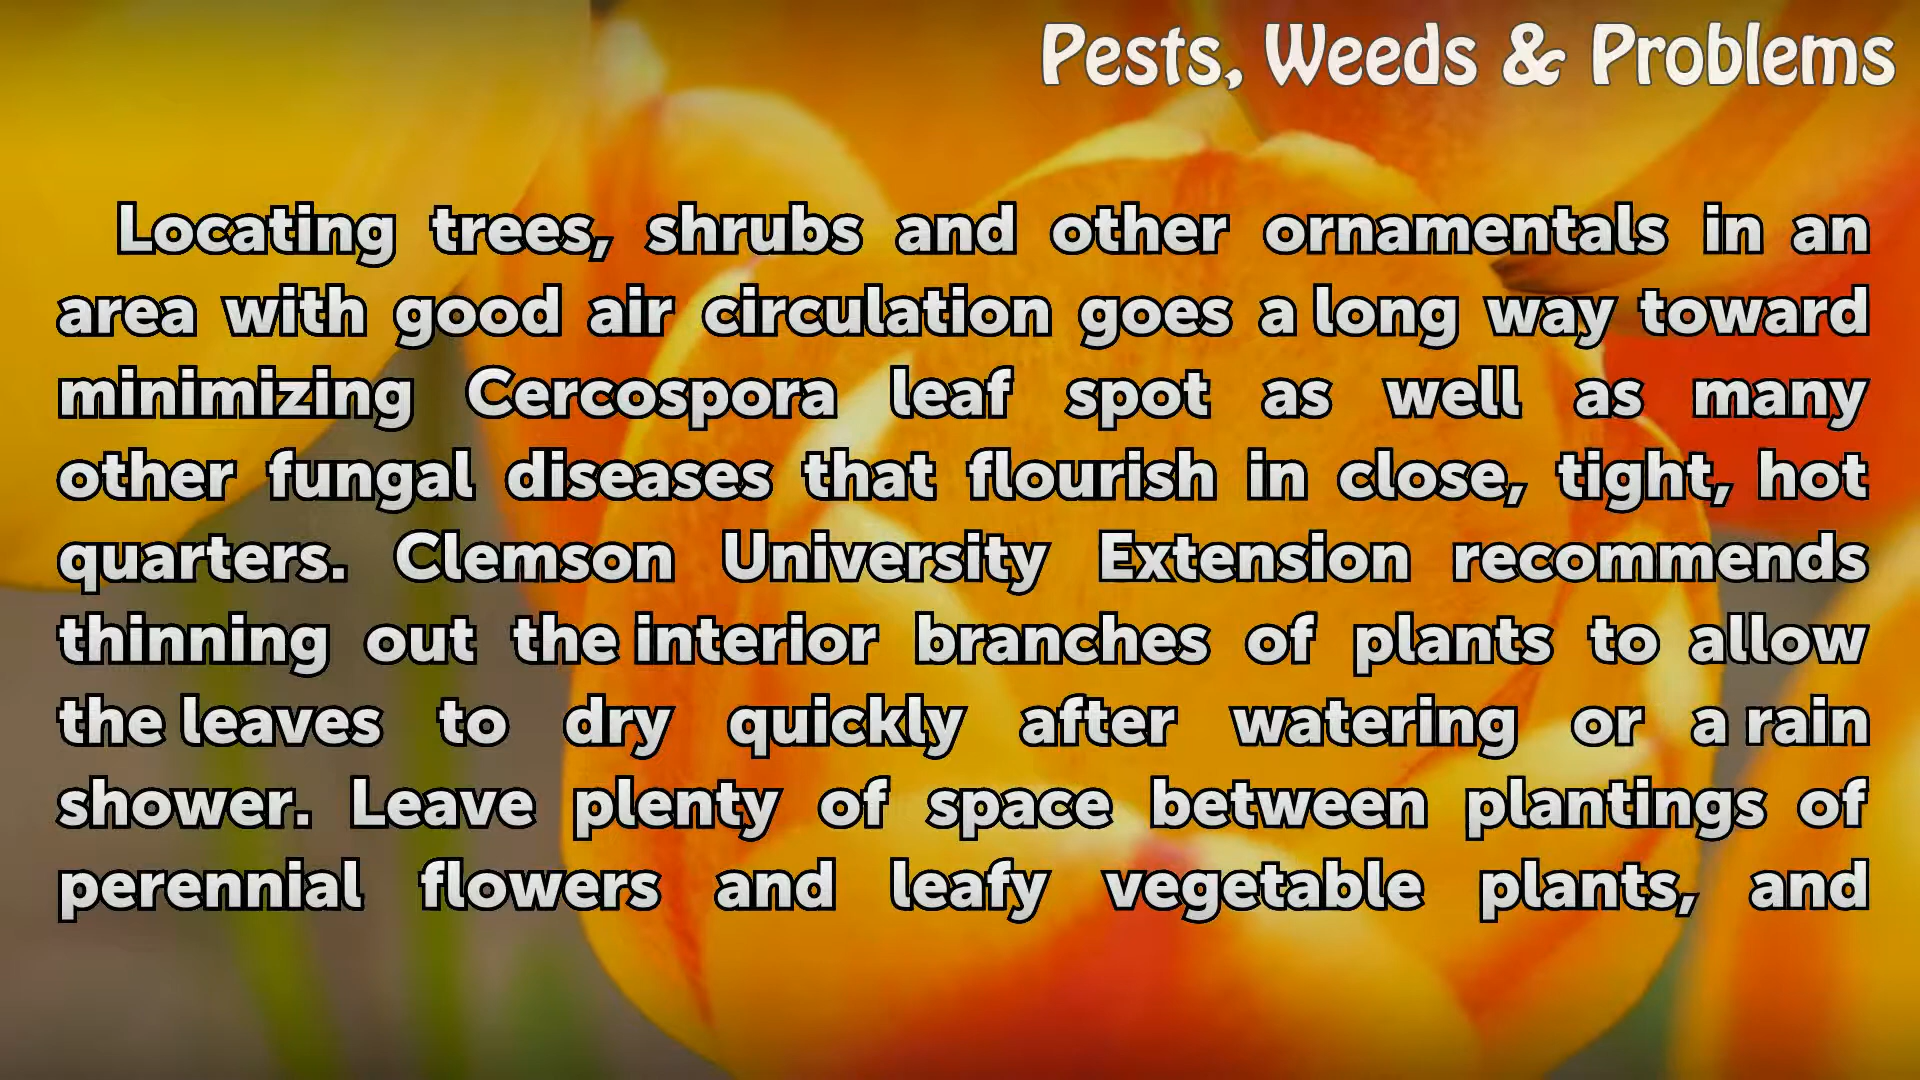 Pests, Weeds & Problems
Locating trees, shrubs and other ornamentals in an
area with good air circulation goes a long way toward
minimizing Cercospora leaf spot as well as many
other fungal diseases that flourish in close, tight, hot
quarters. Clemson University Extension recommends
thinning out the interior branches of plants to allow
the leaves to dry quickly after watering or a rain
shower. Leave plenty of space between plantings of
perennial flowers and leafy vegetable plants, and